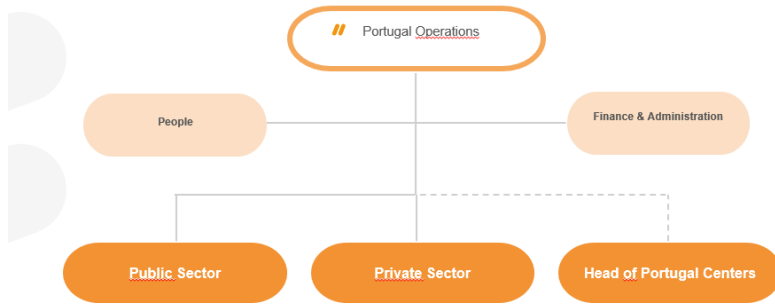 Portugal Operations
People
Finance & Administration
Public Sector
Private Sector
Head of Portugal Centers